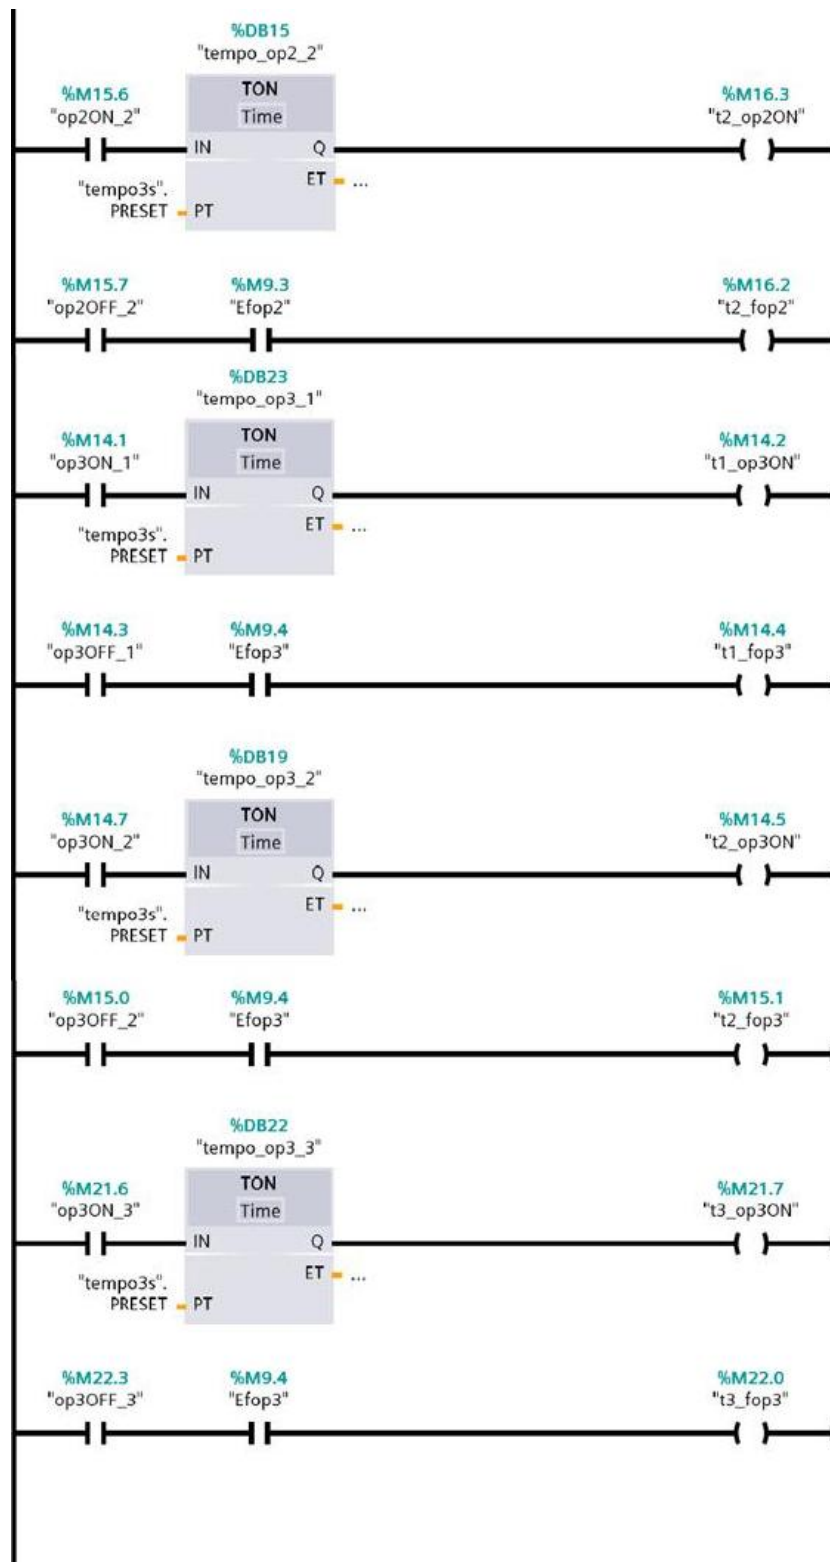 %DB15
"tempo_op2_2"
%M15.6
"op2ON_2"
TON
Time
%M16.3
"t2_op2ON"
IN
Q
"tempo3s".
PRESET
PT
ET
...
%M15.7
"op2OFF_2"
%M9.3
"Efop2"
%M16.2
"t2_fop2"
%DB23
"tempo_op3_1"
%M14.1
"op3ON_1"
TON
Time
%M14.2
"t1_op3ON"
IN
Q
"tempo3s".
PRESET
PT
ET
...
%M14.3
"op3OFF_1"
%M9.4
"Efop3"
%M14.4
"t1_fop3"
%DB19
"tempo_op3_2"
%M14.7
"op3ON_2"
TON
Time
%M14.5
"t2_op3ON"
IN
Q
"tempo3s".
PRESET
PT
ET
...
%M15.0
"op3OFF_2"
%M9.4
"Efop3"
%M15.1
"t2_fop3"
%DB22
"tempo_op3_3"
%M21.6
"op3ON_3"
TON
Time
%M21.7
"t3_op3ON"
IN
Q
"tempo3s".
PRESET
PT
ET
...
%M22.3
"op3OFF_3"
%M9.4
"Efop3"
%M22.0
"t3_fop3"